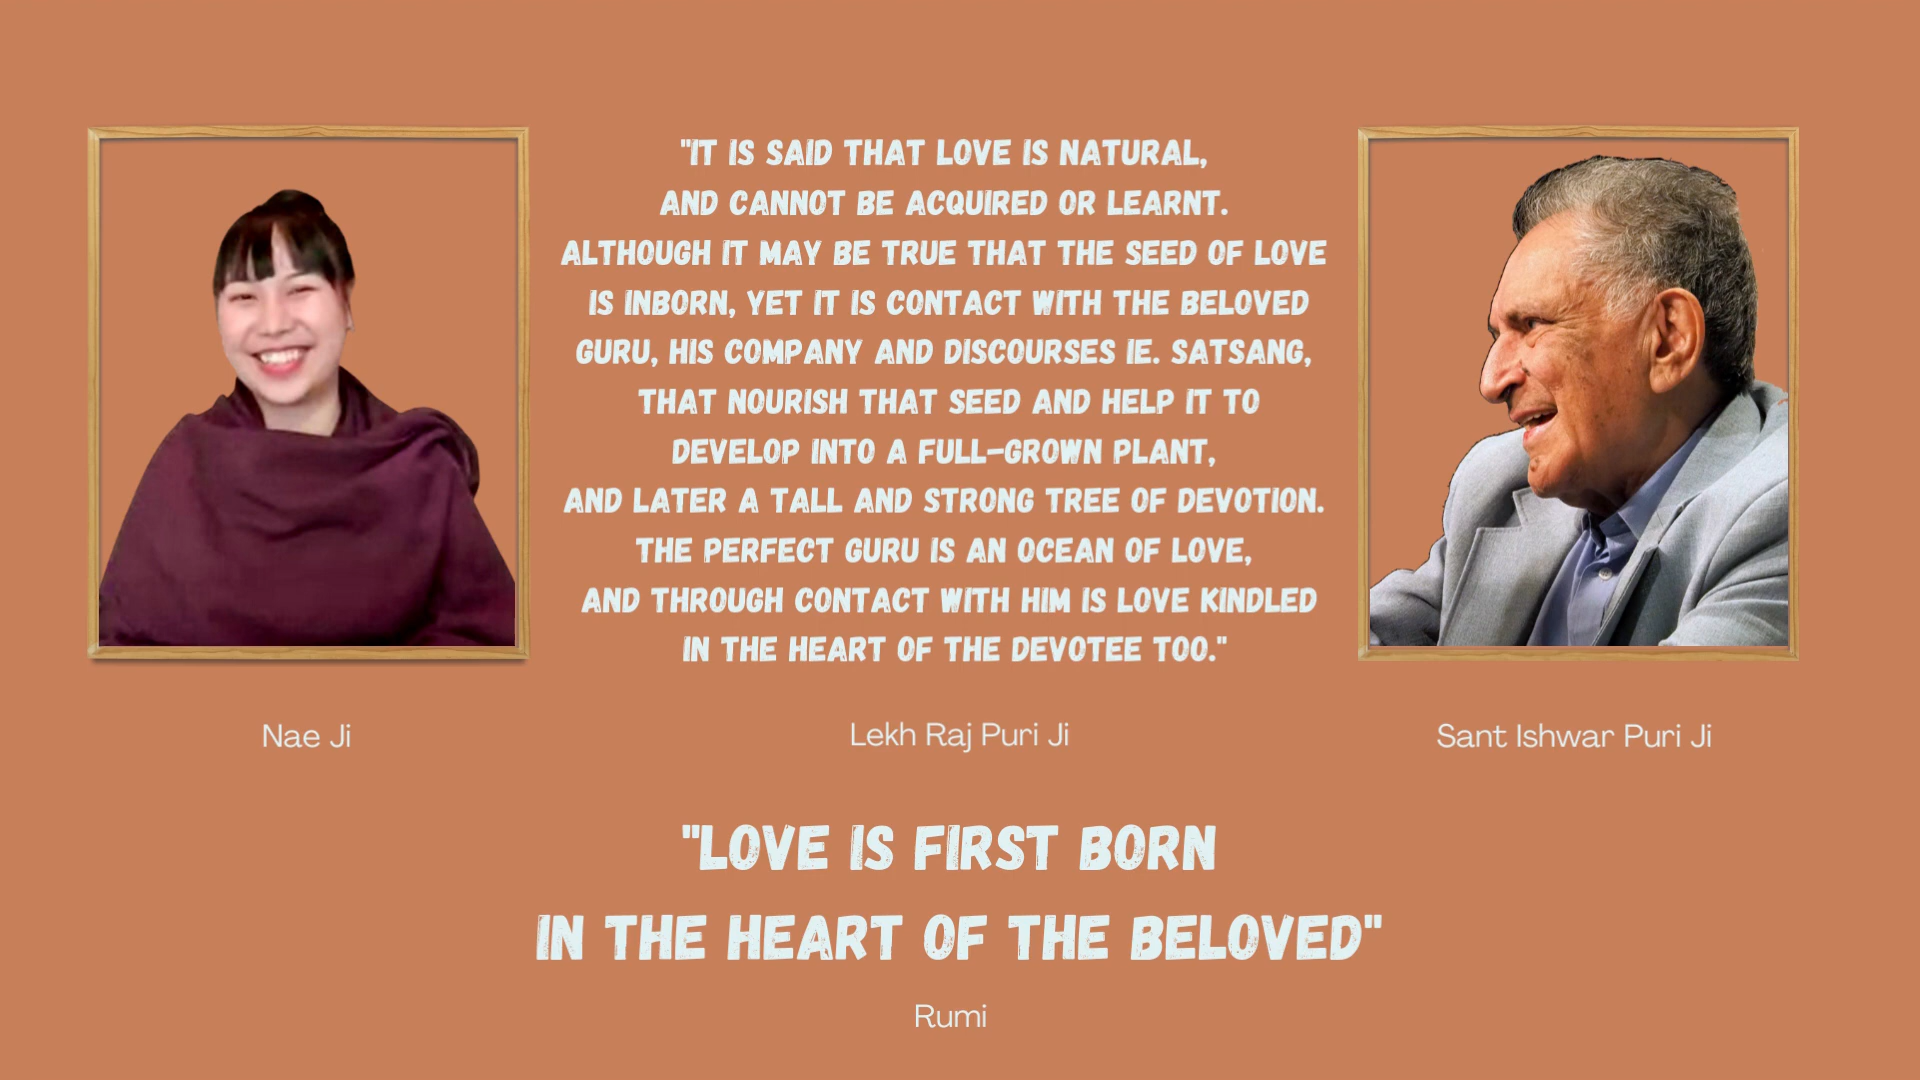 "IT IS SAID THAT LOVE IS NATURAL,
AND CANNOT BE ACQUIRED OR LEARNT.
ALTHOUGH IT MAY BE TRUE THAT THE SEED OF LOVE
IS INBORN, YET IT IS CONTACT WITH THE BELOVED
GURU, HIS COMPANY AND DISCOURSES IE. SATSANG,
THAT NOURISH THAT SEED AND HELP IT TO
DEVELOP INTO A FULL-GROWN PLANT,
AND LATER A TALL AND STRONG TREE OF DEVOTION.
THE PERFECT GURU IS AN OCEAN OF LOVE,
AND THROUGH CONTACT WITH HIM IS LOVE KINDLED
IN THE HEART OF THE DEVOTEE TOO."
Nae Ji
Lekh Raj Puri Ji
Sant Ishwar Puri Ji
"LOVE IS FIRST BORN
IN THE HEART OF THE BELOVED"
Rumi